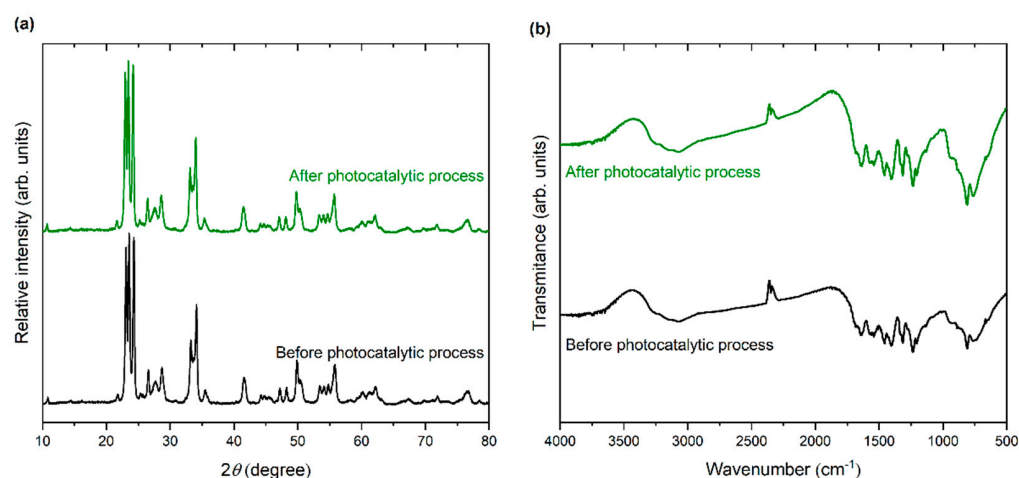 (a)
Relative intensity (arb. units)
After photocatalytic process
Before photocatalytic process
10 20 30 40 50 60 70 80
2θ (degree)
(b)
Transmitance (arb. units)
After photocatalytic process
Before photocatalytic process
4000 3500 3000 2500 2000 1500 1000 500
Wavenumber (cm⁻¹)